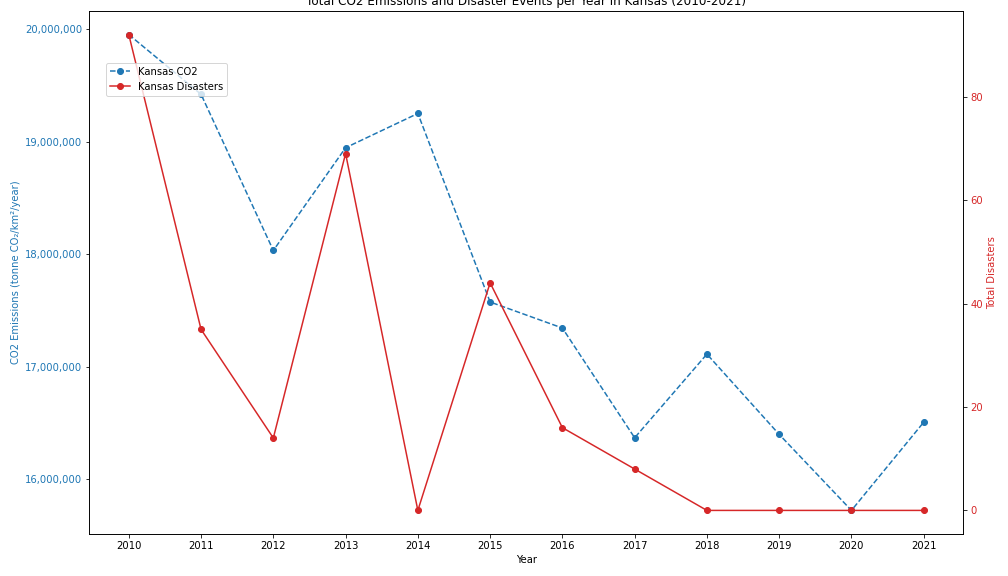 Total CO2 Emissions and Disaster Events per Year in Kansas (2010-2021)
20,000,000
19,000,000
18,000,000
17,000,000
16,000,000
CO2 Emissions (tonne CO₂/km²/year)
Kansas CO2
Kansas Disasters
80
60
40
20
0
Total Disasters
2010 2011 2012 2013 2014 2015 2016 2017 2018 2019 2020 2021
Year